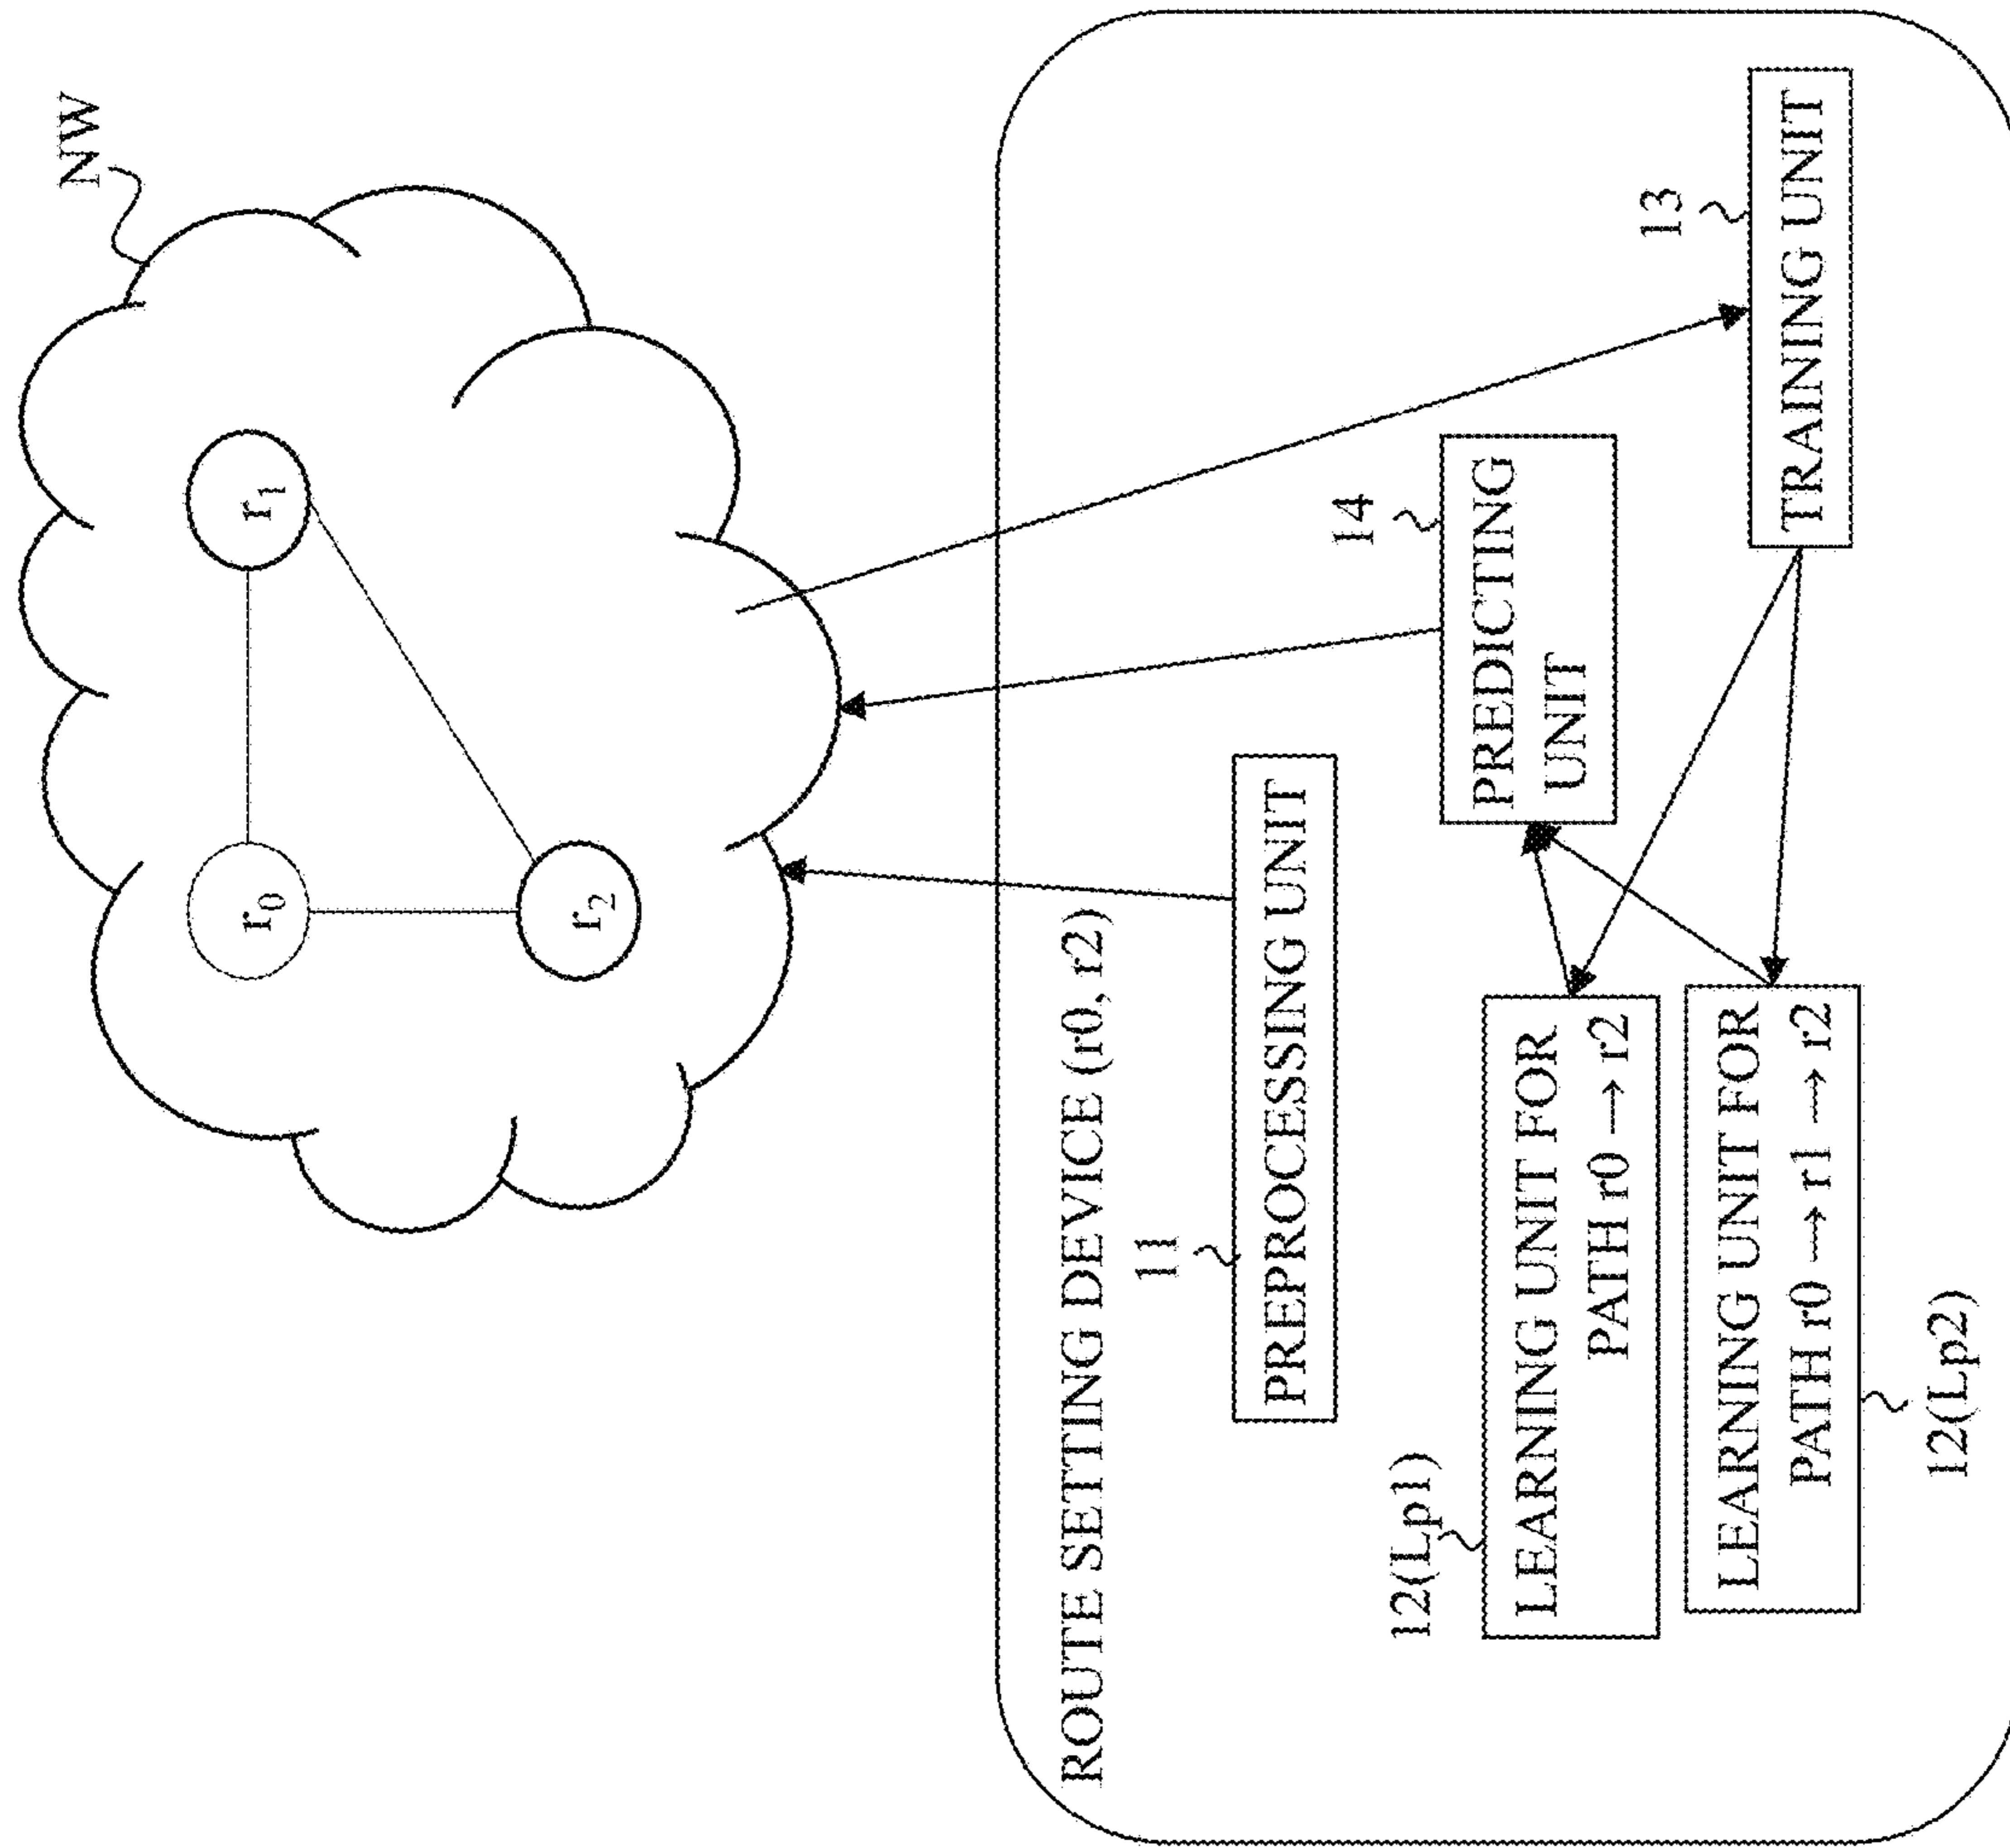 NW
r0
r1
r2
ROUTE SETTING DEVICE (r0, r2)
11
PREPROCESSING UNIT
14
PREDICTING
UNIT
12(Lp1)
LEARNING UNIT FOR
PATH r0 → r2
13
TRAINING UNIT
LEARNING UNIT FOR
PATH r0 → r1 → r2
12(Lp2)